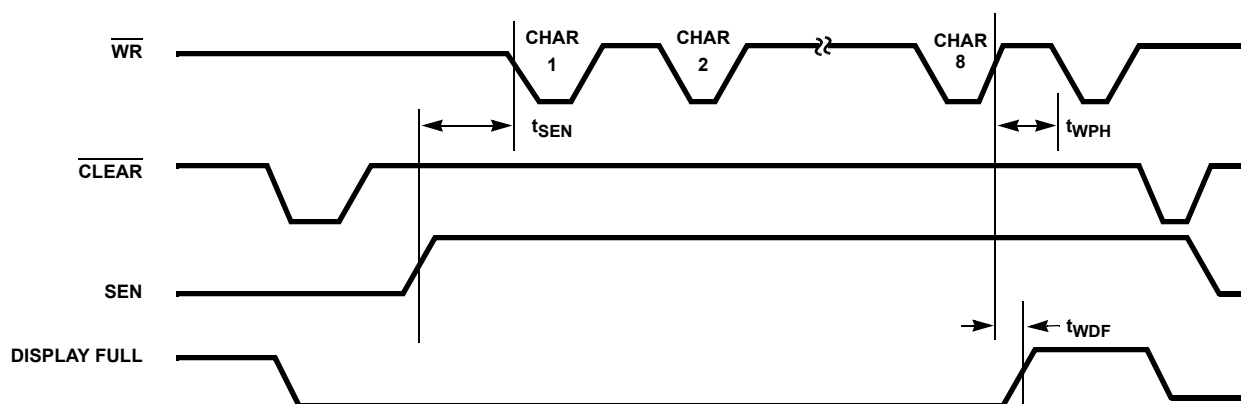 WR
CHAR
1
CHAR
2
CHAR
8
tSEN
tWPH
CLEAR
SEN
tWDF
DISPLAY FULL